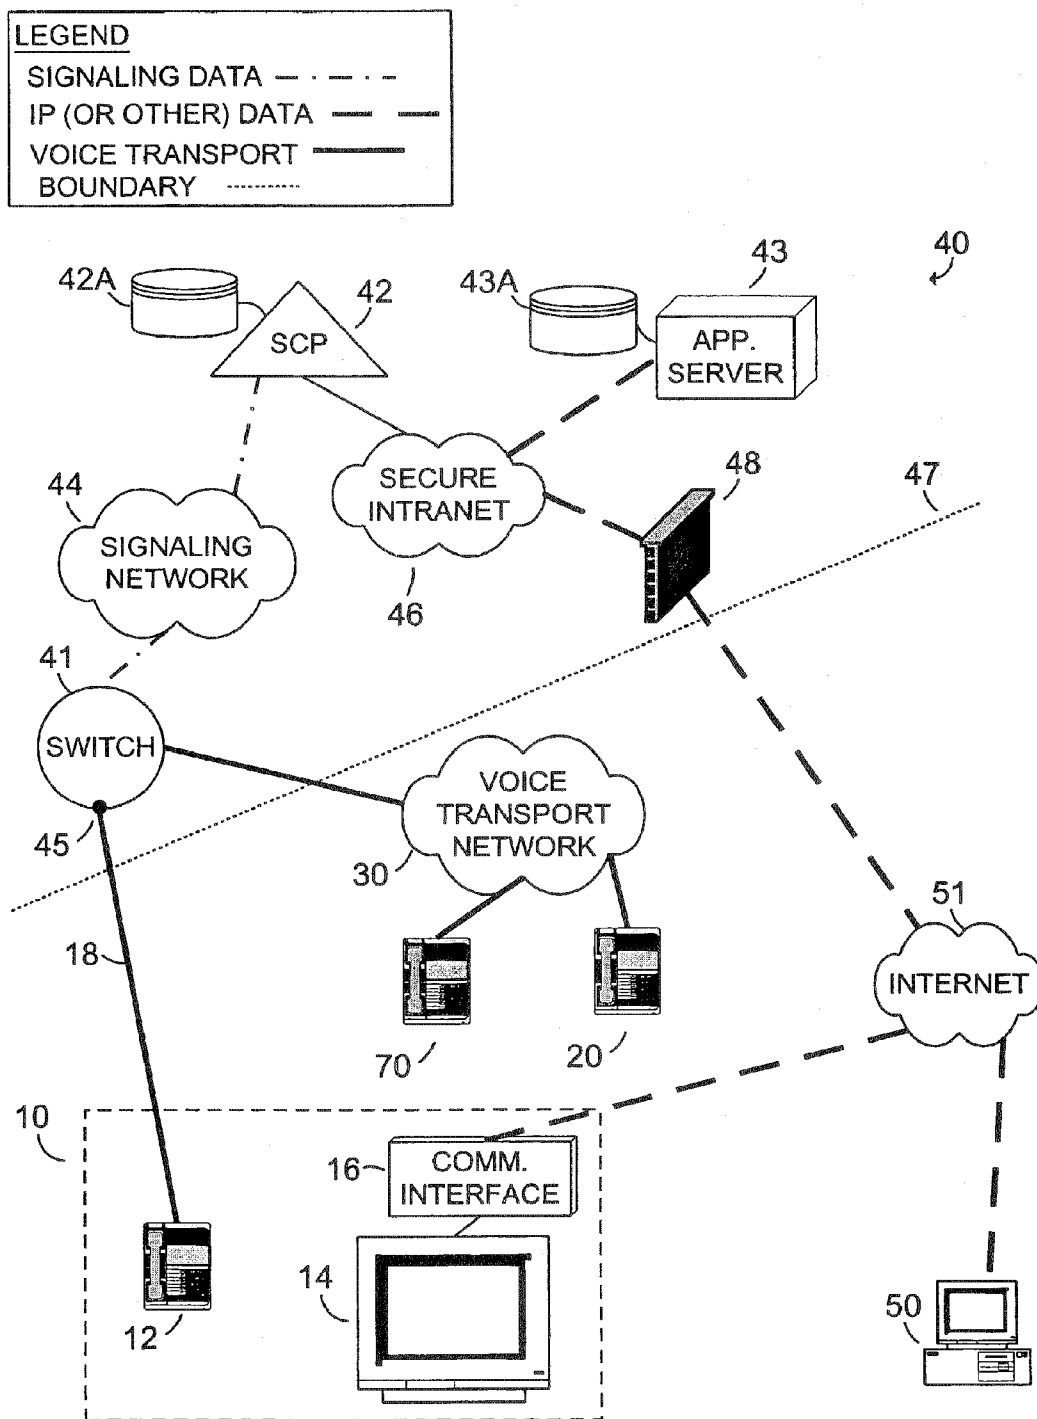 LEGEND
SIGNALING DATA
IP (OR OTHER) DATA
VOICE TRANSPORT
BOUNDARY
40
43
42A
42
43A
SCP
APP.
SERVER
44
SECURE
INTRANET
48
47
SIGNALING
NETWORK
46
41
SWITCH
VOICE
TRANSPORT
NETWORK
45
30
51
18
INTERNET
70
20
10
16
COMM.
INTERFACE
14
50
12